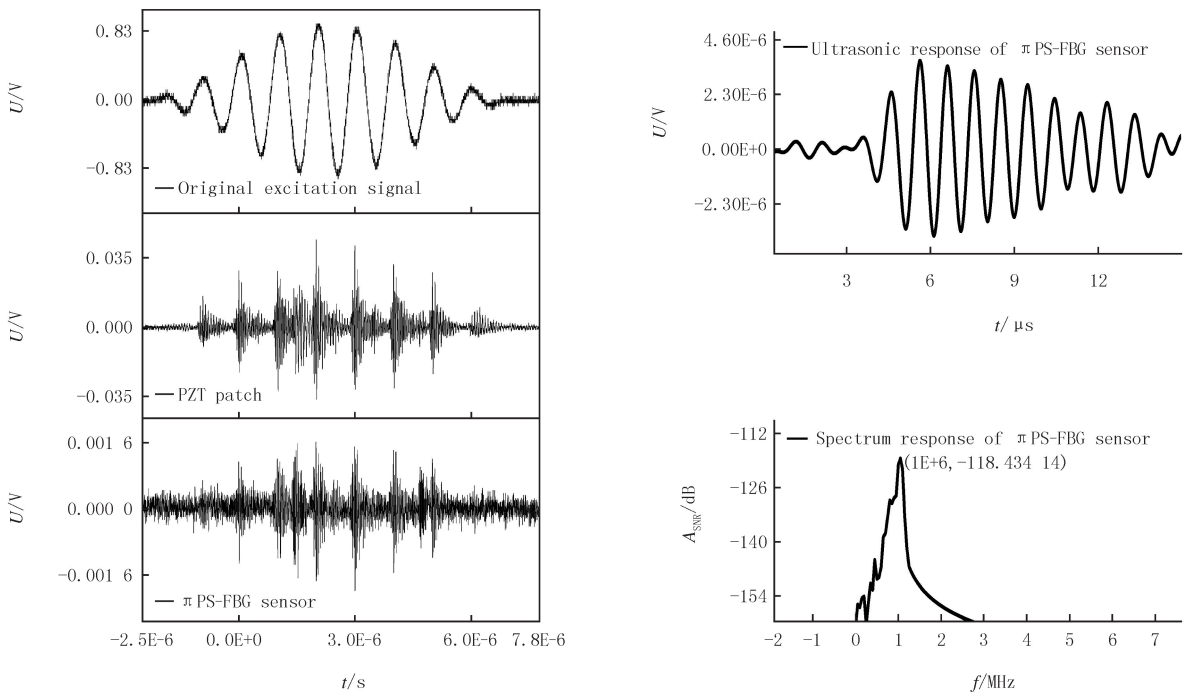 U/V
0.83
0.00
-0.83
Original excitation signal
U/V
0.035
0.000
-0.035
PZT patch
U/V
0.001 6
0.000 0
-0.001 6
πPS-FBG sensor
-2.5E-6 0.0E+0 3.0E-6 6.0E-6 7.8E-6
t/s
U/V
4.60E-6
2.30E-6
0.00E+0
-2.30E-6
Ultrasonic response of πPS-FBG sensor
3 6 9 12
t/μs
A_SNR/dB
-112
-126
-140
-154
Spectrum response of πPS-FBG sensor
(1E+6,-118.434 14)
-2 -1 0 1 2 3 4 5 6 7
f/MHz